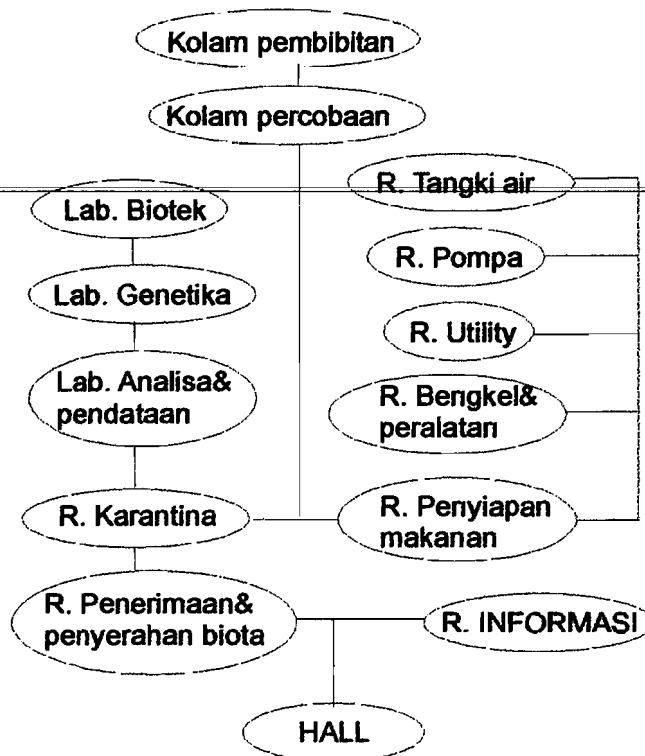 Kolam pembibitan
Kolam percobaan
R. Tangki air
Lab. Biotek
R. Pompa
Lab. Genetika
R. Utility
Lab. Analisa&
pendataan
R. Bengkel&
peralatan
R. Karantina
R. Penyiapan
makanan
R. Penerimaan&
penyerahan biota
R. INFORMASI
HALL